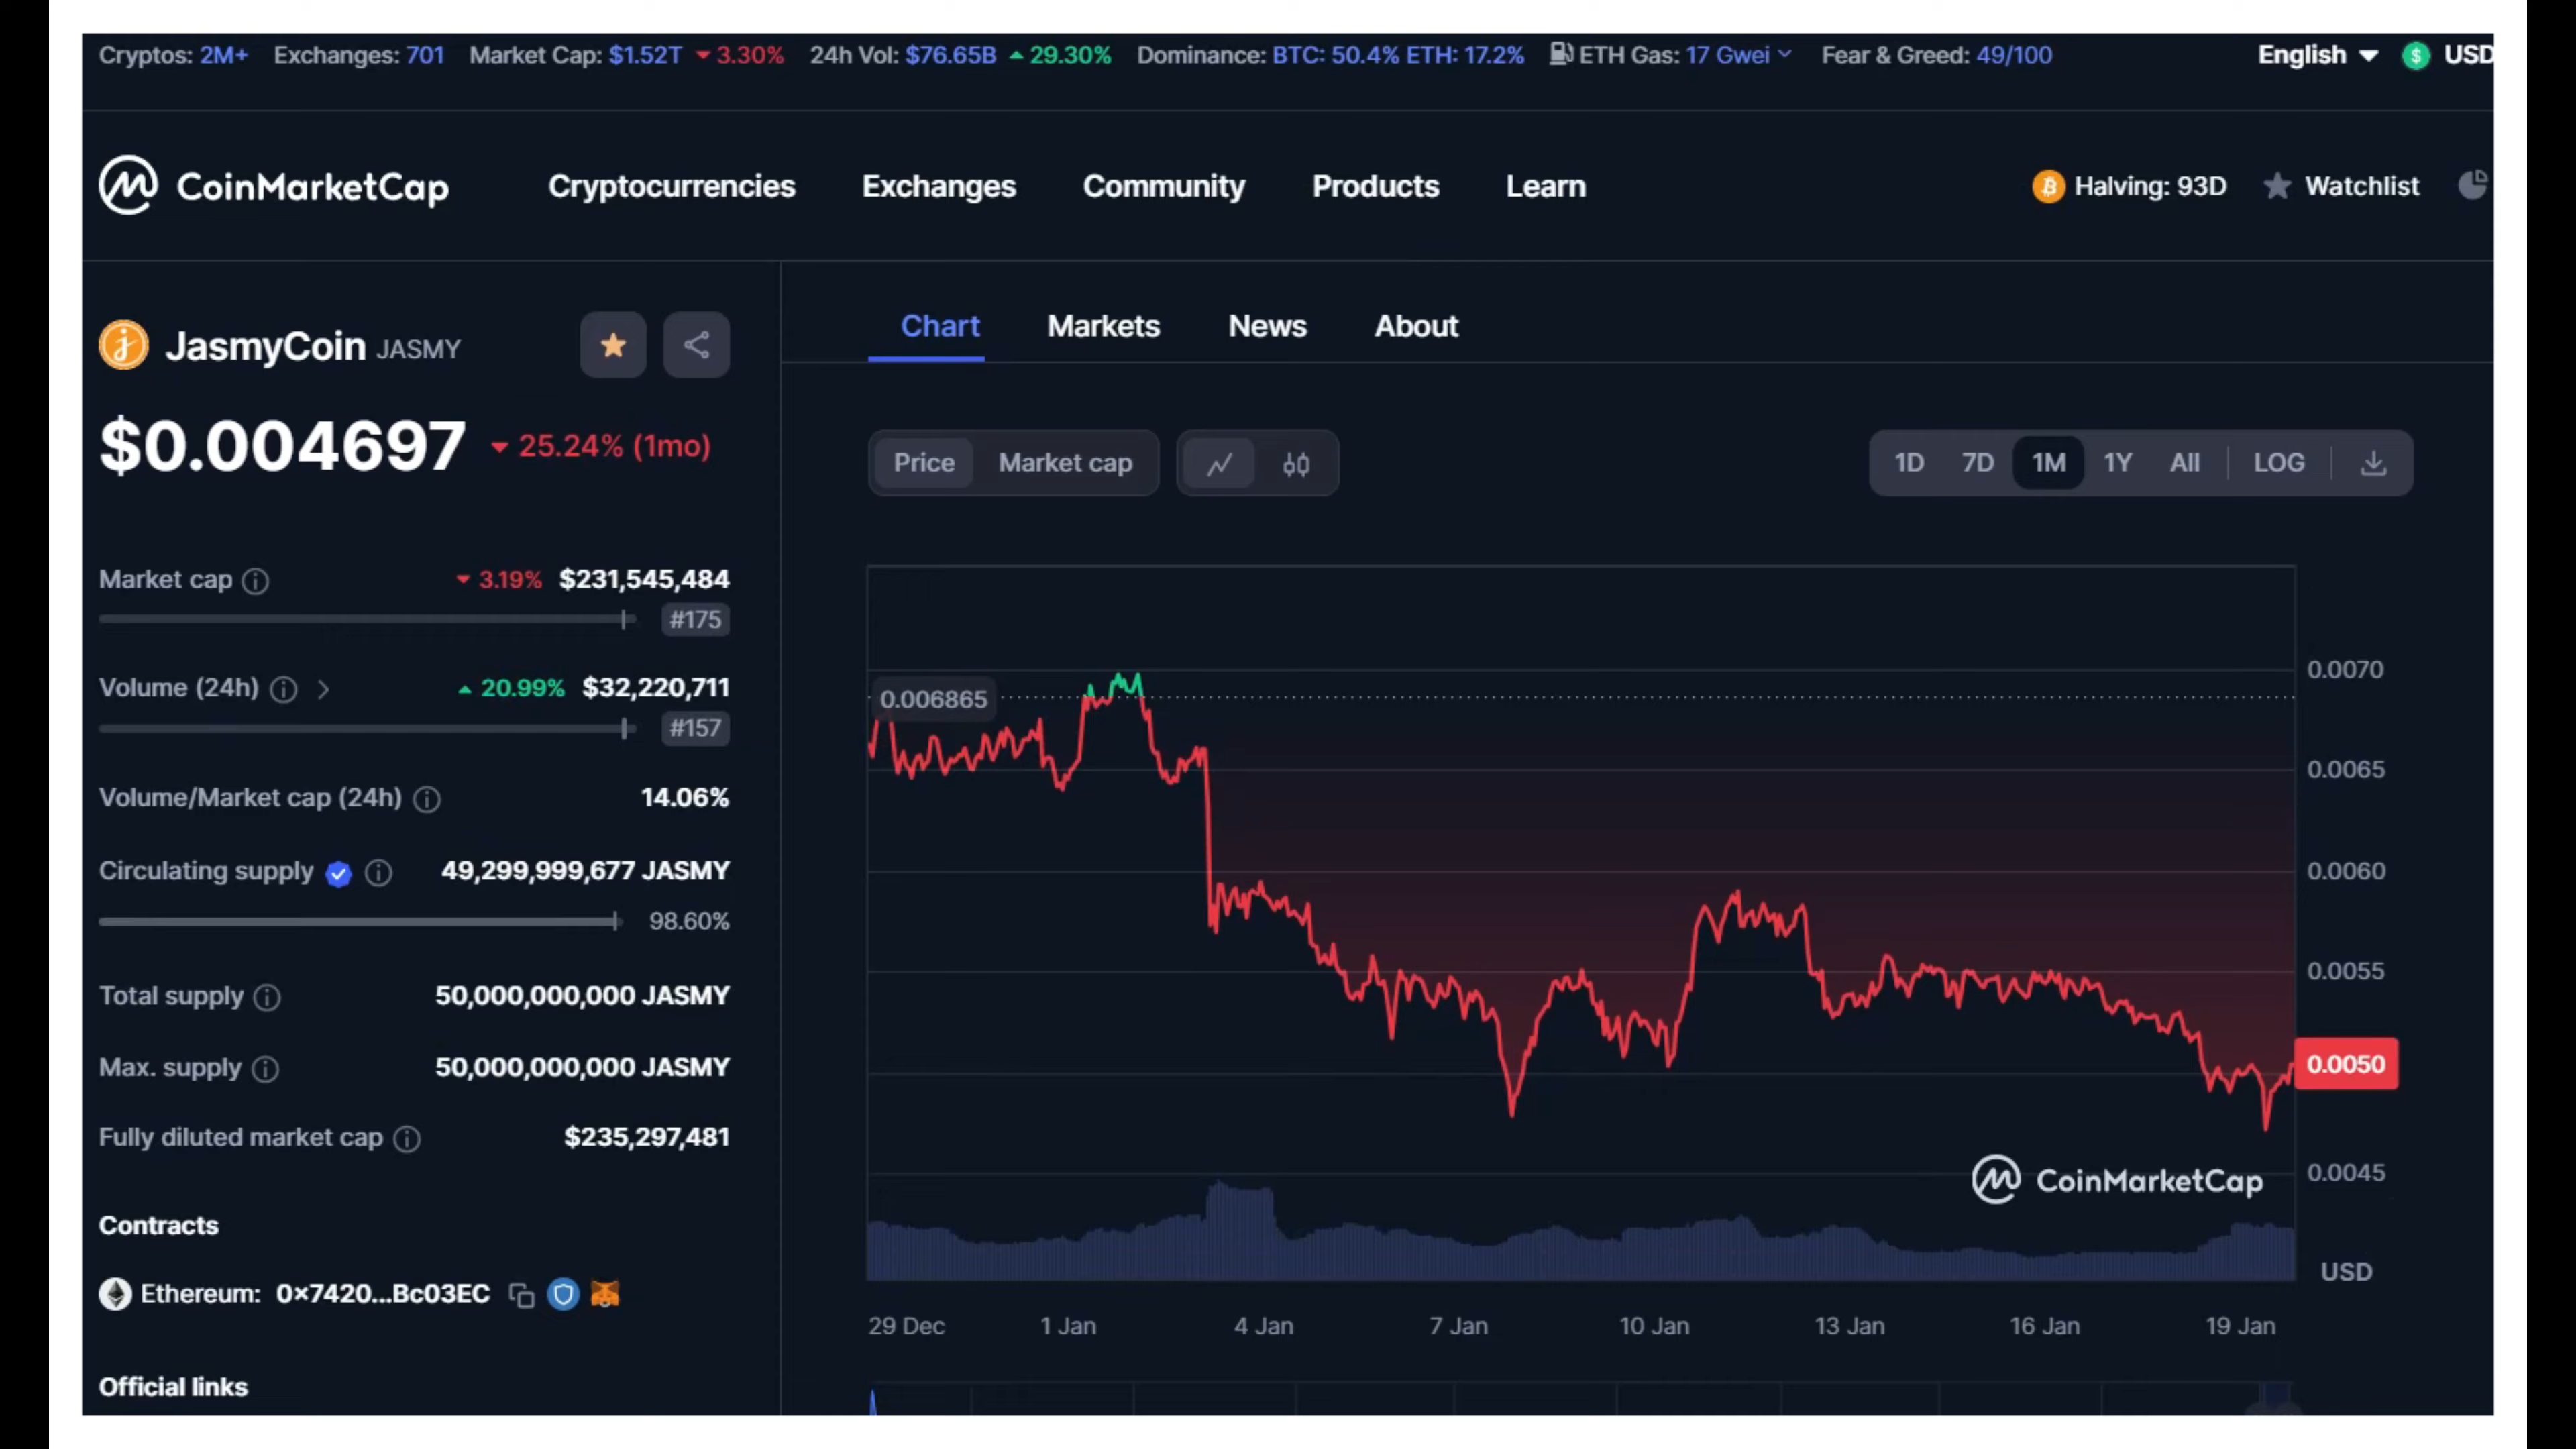 Cryptos: 2M+ Exchanges: 701 Market Cap: $1.52T 3.30% 24h Vol: $76.65B 29.30% Dominance: BTC: 50.4% ETH: 17.2% ETH Gas: 17 Gwei Fear & Greed: 49/100 English USD
CoinMarketCap Cryptocurrencies Exchanges Community Products Learn Halving: 93D Watchlist
JasmyCoin JASMY
$0.004697 25.24% (1mo)
Market cap 3.19% $231,545,484
#175
Volume (24h) 20.99% $32,220,711
#157
Volume/Market cap (24h) 14.06%
Circulating supply 49,299,999,677 JASMY
98.60%
Total supply 50,000,000,000 JASMY
Max. supply 50,000,000,000 JASMY
Fully diluted market cap $235,297,481
Contracts
Ethereum: 0x7420...Bc03EC
Official links
Chart Markets News About
Price Market cap 1D 7D 1M 1Y All LOG
0.006865
0.0070
0.0065
0.0060
0.0055
0.0050
0.0045
CoinMarketCap
USD
29 Dec 1 Jan 4 Jan 7 Jan 10 Jan 13 Jan 16 Jan 19 Jan